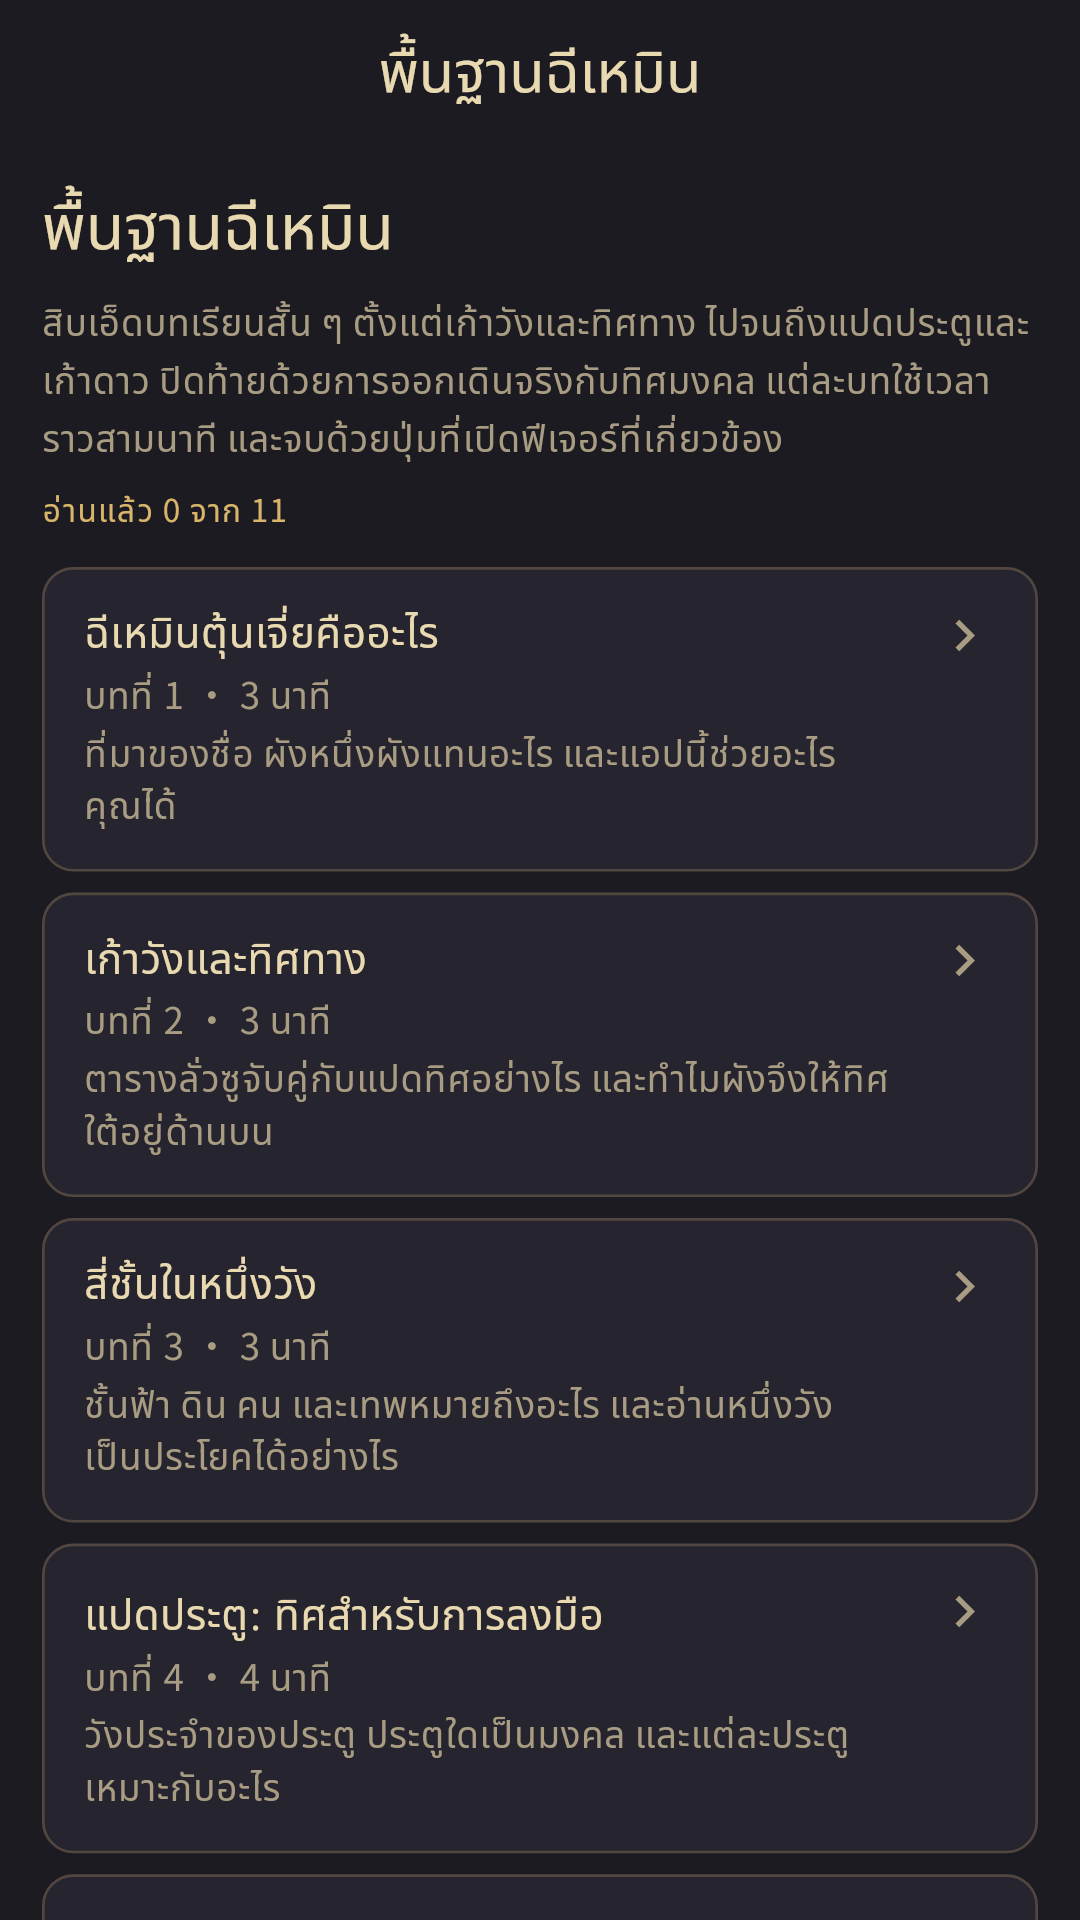 พื้นฐานฉีเหมิน
พื้นฐานฉีเหมิน
สิบเอ็ดบทเรียนสั้น ๆ ตั้งแต่เก้าวังและทิศทาง ไปจนถึงแปดประตูและ
เก้าดาว ปิดท้ายด้วยการออกเดินจริงกับทิศมงคล แต่ละบทใช้เวลา
ราวสามนาที และจบด้วยปุ่มที่เปิดฟีเจอร์ที่เกี่ยวข้อง
อ่านแล้ว 0 จาก 11
ฉีเหมินตุ้นเจี่ยคืออะไร
บทที่ 1 • 3 นาที
ที่มาของชื่อ ผังหนึ่งผังแทนอะไร และแอปนี้ช่วยอะไร
คุณได้
เก้าวังและทิศทาง
บทที่ 2 • 3 นาที
ตารางลั่วซูจับคู่กับแปดทิศอย่างไร และทำไมผังจึงให้ทิศ
ใต้อยู่ด้านบน
สี่ชั้นในหนึ่งวัง
บทที่ 3 • 3 นาที
ชั้นฟ้า ดิน คน และเทพหมายถึงอะไร และอ่านหนึ่งวัง
เป็นประโยคได้อย่างไร
แปดประตู: ทิศสำหรับการลงมือ
บทที่ 4 • 4 นาที
วังประจำของประตู ประตูใดเป็นมงคล และแต่ละประตู
เหมาะกับอะไร